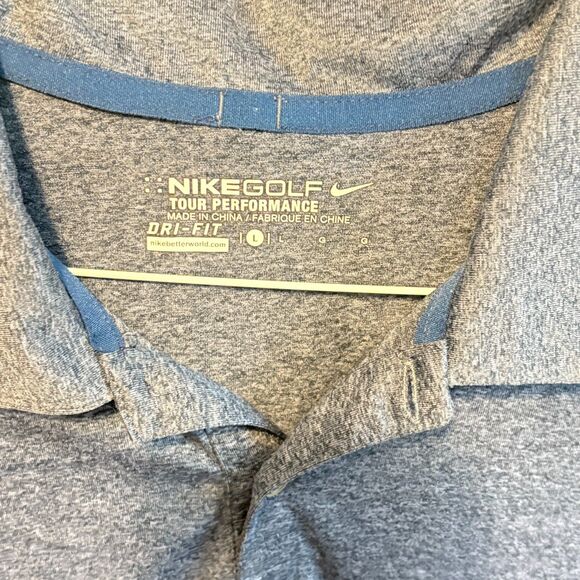 NIKEGOLF
TOUR PERFORMANCE
MADE IN CHINA / FABRIQUE EN CHINE
DRI-FIT
nikebetterworld.com | L | L G G